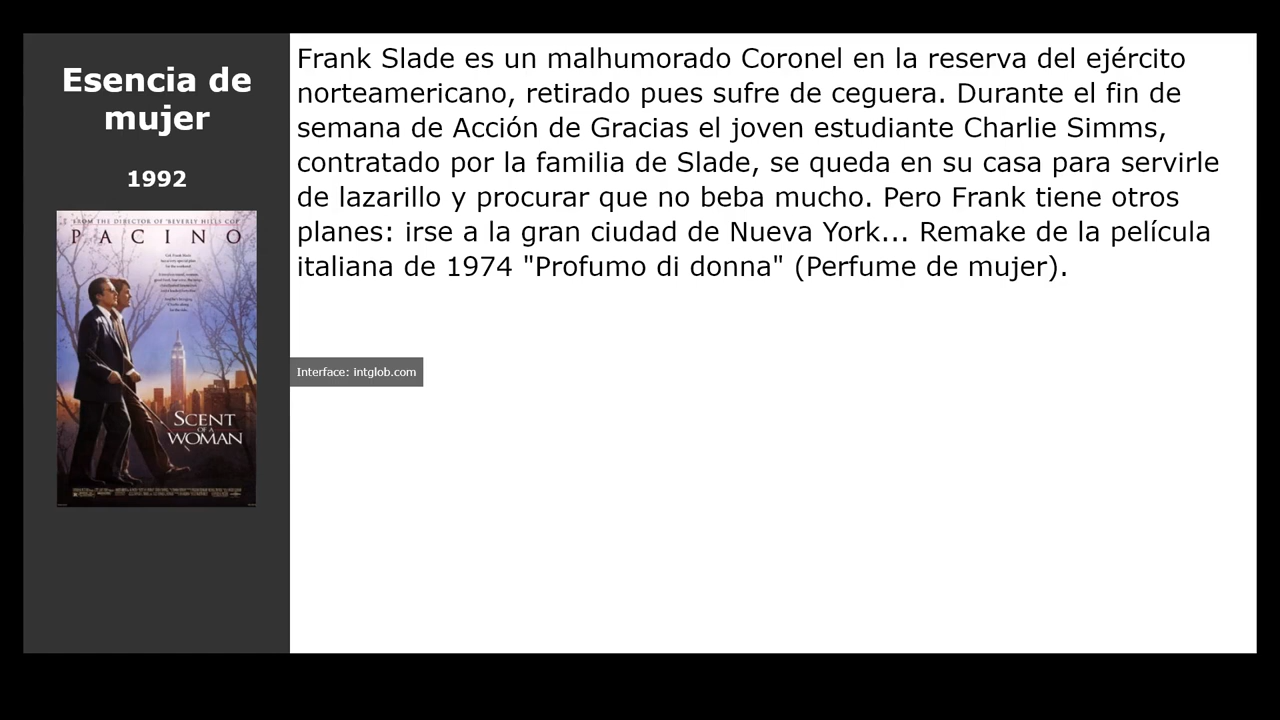 Esencia de
mujer
1992
FROM THE DIRECTOR OF "BEVERLY HILLS COP"
PACINO
SCENT
OF A
WOMAN
Frank Slade es un malhumorado Coronel en la reserva del ejército
norteamericano, retirado pues sufre de ceguera. Durante el fin de
semana de Acción de Gracias el joven estudiante Charlie Simms,
contratado por la familia de Slade, se queda en su casa para servirle
de lazarillo y procurar que no beba mucho. Pero Frank tiene otros
planes: irse a la gran ciudad de Nueva York... Remake de la película
italiana de 1974 "Profumo di donna" (Perfume de mujer).
Interface: intglob.com